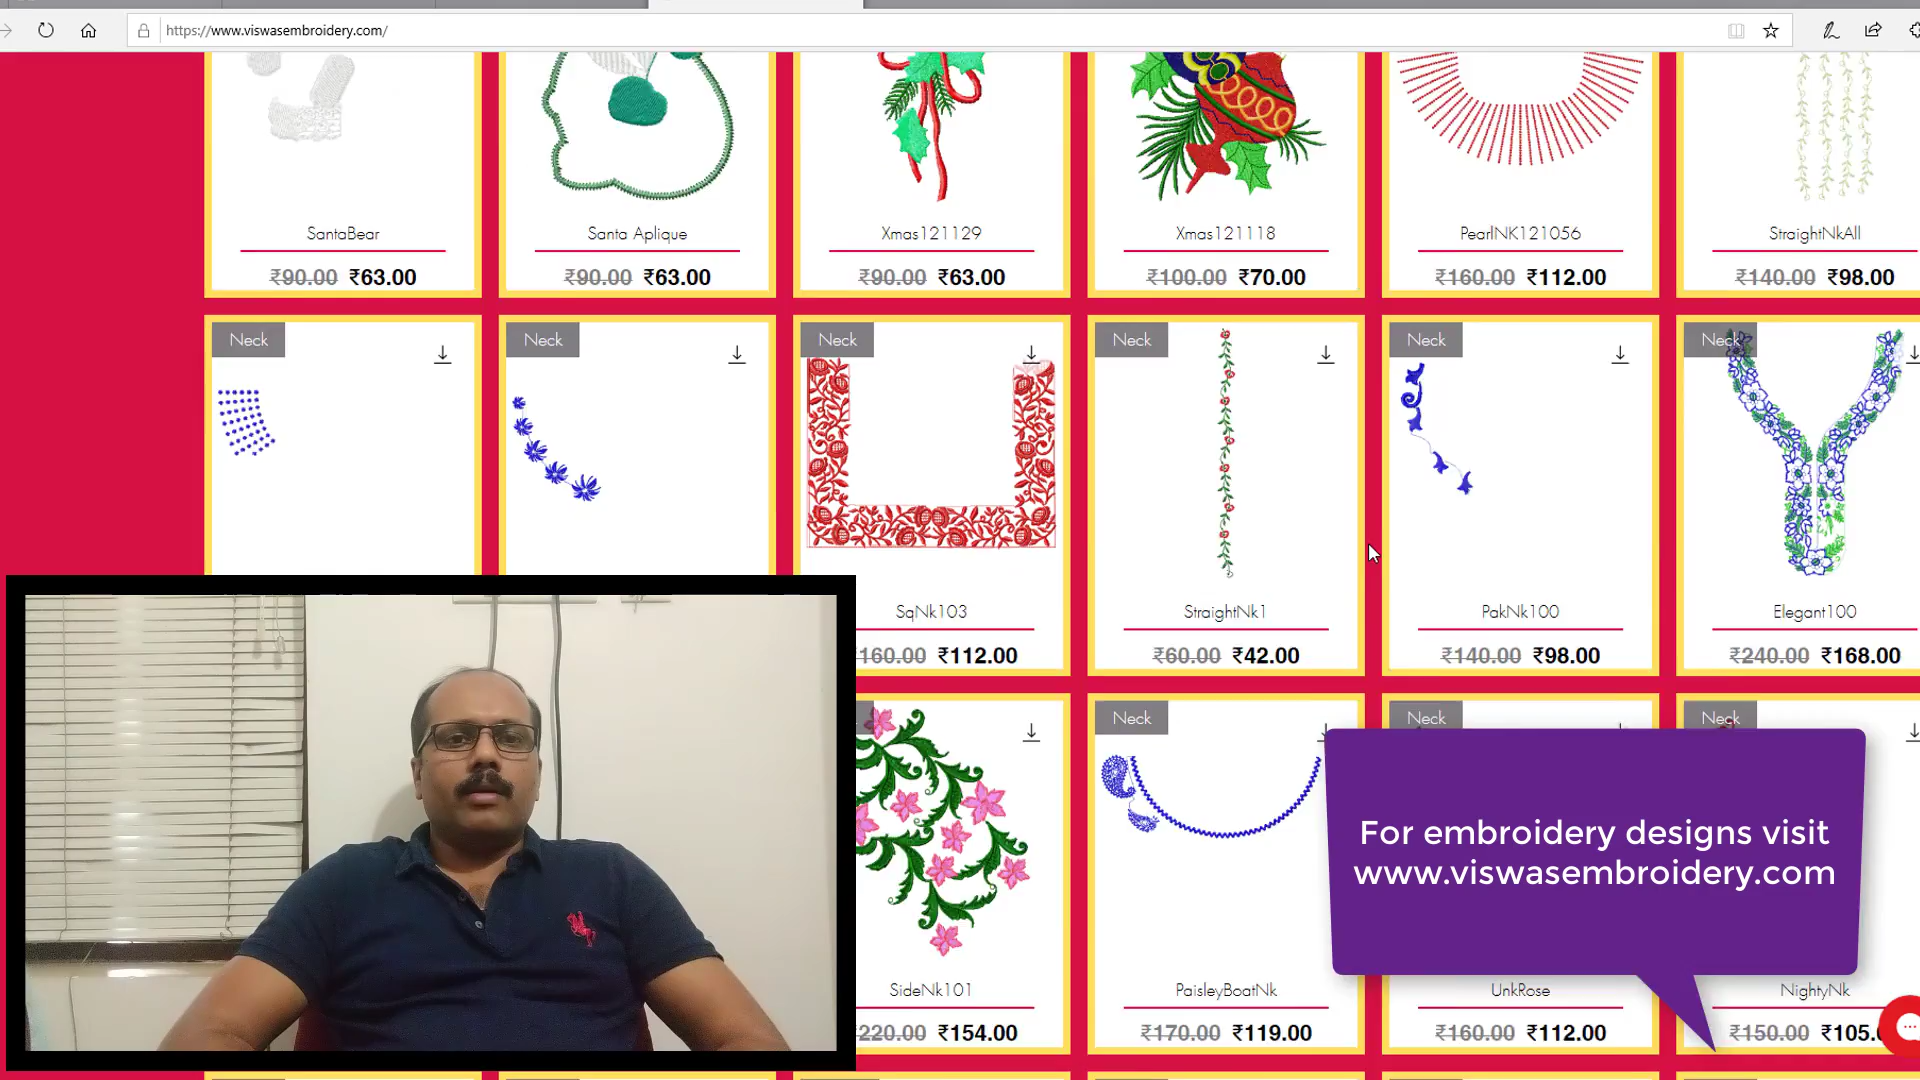 https://www.viswasembroidery.com/
SantaBear
₹90.00 ₹63.00
Santa Aplique
₹90.00 ₹63.00
Xmas121129
₹90.00 ₹63.00
Xmas121118
₹100.00 ₹70.00
PearlNK121056
₹160.00 ₹112.00
StraightNkAll
₹140.00 ₹98.00
Neck
Neck
Neck
SqNk103
₹160.00 ₹112.00
Neck
StraightNk1
₹60.00 ₹42.00
Neck
PakNk100
₹140.00 ₹98.00
Neck
Elegant100
₹240.00 ₹168.00
SideNk101
₹220.00 ₹154.00
Neck
PaisleyBoatNk
₹170.00 ₹119.00
Neck
UnkRose
₹160.00 ₹112.00
Neck
NightyNk
₹150.00
For embroidery designs visit
www.viswasembroidery.com